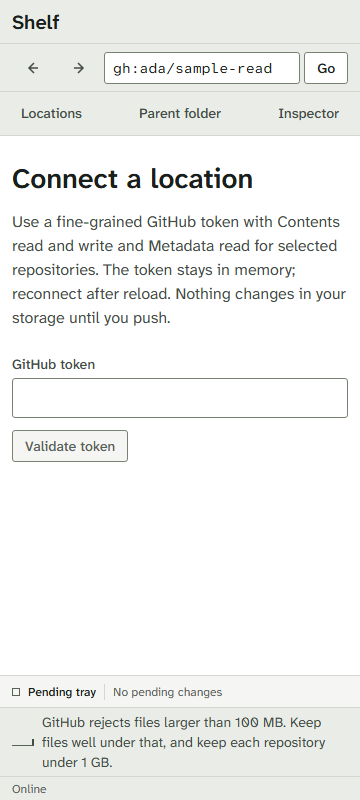 Shelf
gh:ada/sample-read
Go
Locations
Parent folder
Inspector
Connect a location
Use a fine-grained GitHub token with Contents
read and write and Metadata read for selected
repositories. The token stays in memory;
reconnect after reload. Nothing changes in your
storage until you push.
GitHub token
Validate token
Pending tray
No pending changes
GitHub rejects files larger than 100 MB. Keep
files well under that, and keep each repository
under 1 GB.
Online